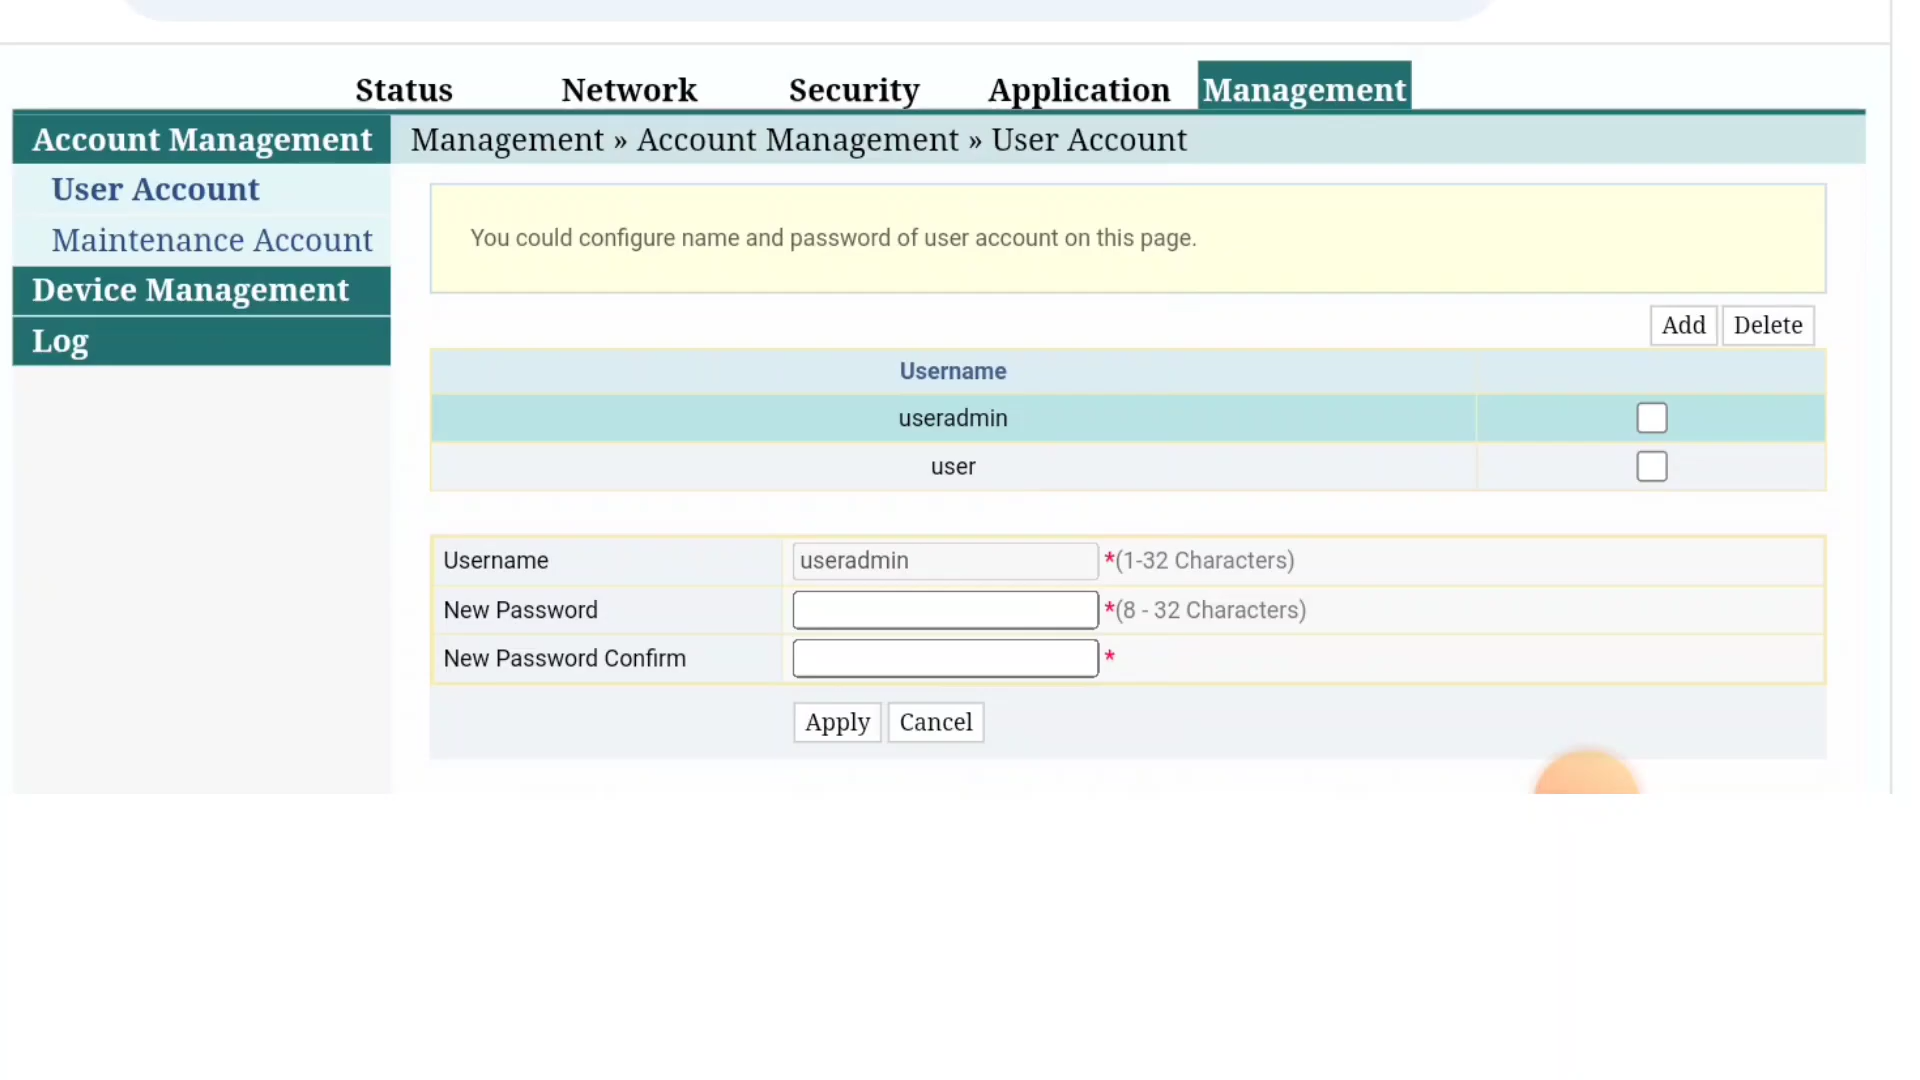 Status Network Security Application Management
Account Management
Management » Account Management » User Account
User Account
Maintenance Account
Device Management
Log
You could configure name and password of user account on this page.
Add Delete
Username
useradmin
user
Username useradmin *(1-32 Characters)
New Password *(8 - 32 Characters)
New Password Confirm *
Apply Cancel